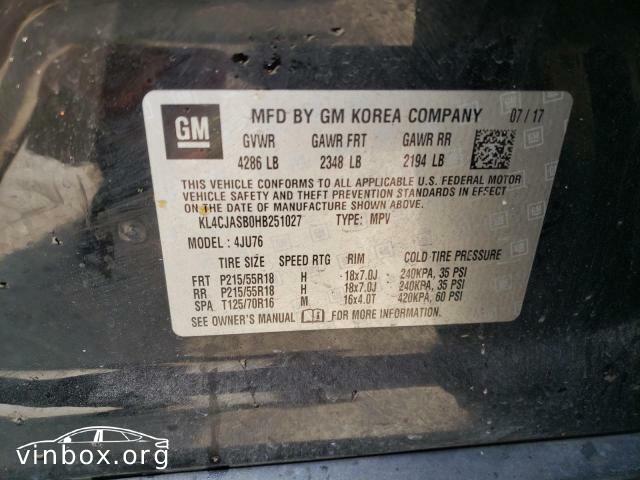 GM
MFD BY GM KOREA COMPANY 07/17
GVWR GAWR FRT GAWR RR
4286 LB 2348 LB 2194 LB
THIS VEHICLE CONFORMS TO ALL APPLICABLE U.S. FEDERAL MOTOR
VEHICLE SAFETY AND THEFT PREVENTION STANDARDS IN EFFECT ON
THE DATE OF MANUFACTURE SHOWN ABOVE.
KL4CJASB0HB251027 TYPE: MPV
MODEL: 4JU76
TIRE SIZE SPEED RTG RIM COLD TIRE PRESSURE
FRT P215/55R18 H 18x7.0J 240KPA, 35 PSI
RR P215/55R18 H 18x7.0J 240KPA, 35 PSI
SPA T125/70R16 M 16x4.0T 420KPA, 60 PSI
SEE OWNER'S MANUAL FOR MORE INFORMATION.
vinbox.org